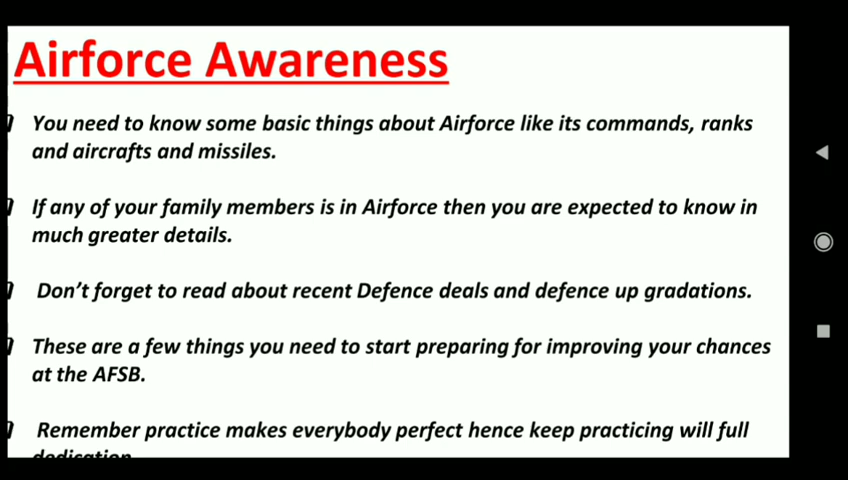 Airforce Awareness
You need to know some basic things about Airforce like its commands, ranks
and aircrafts and missiles.
If any of your family members is in Airforce then you are expected to know in
much greater details.
Don't forget to read about recent Defence deals and defence up gradations.
These are a few things you need to start preparing for improving your chances
at the AFSB.
Remember practice makes everybody perfect hence keep practicing will full
dedication